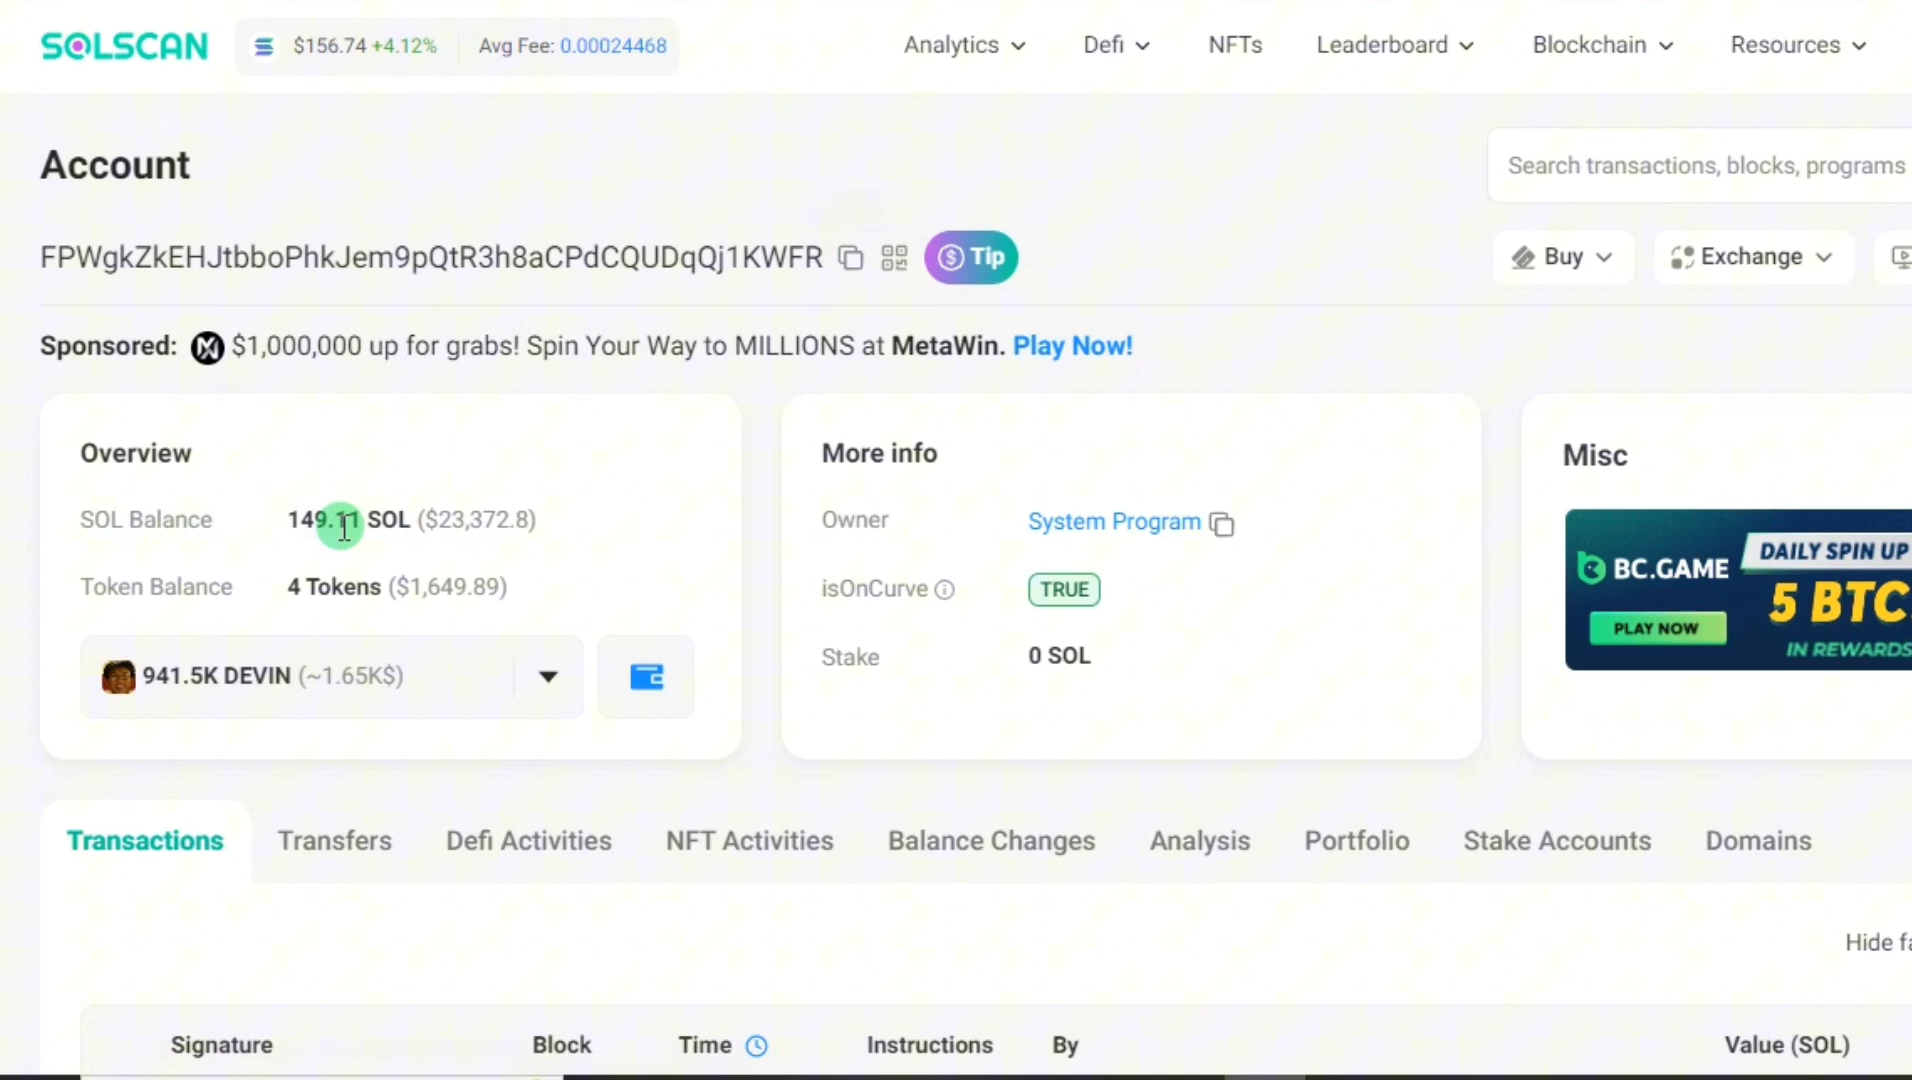 SOLSCAN $156.74 +4.12% Avg Fee: 0.00024468 Analytics Defi NFTs Leaderboard Blockchain Resources
Account
Search transactions, blocks, programs
FPWgkZkEHJtbboPhkJem9pQtR3h8aCPdCQUDqQj1KWFR Tip Buy Exchange
Sponsored: $1,000,000 up for grabs! Spin Your Way to MILLIONS at MetaWin. Play Now!
Overview
SOL Balance 149.11 SOL ($23,372.8)
Token Balance 4 Tokens ($1,649.89)
941.5K DEVIN (~1.65K$)
More info
Owner System Program
isOnCurve TRUE
Stake 0 SOL
Misc
BC.GAME
PLAY NOW
DAILY SPIN UP
5 BTC
IN REWARDS
Transactions Transfers Defi Activities NFT Activities Balance Changes Analysis Portfolio Stake Accounts Domains
Hide fa
Signature Block Time Instructions By Value (SOL)